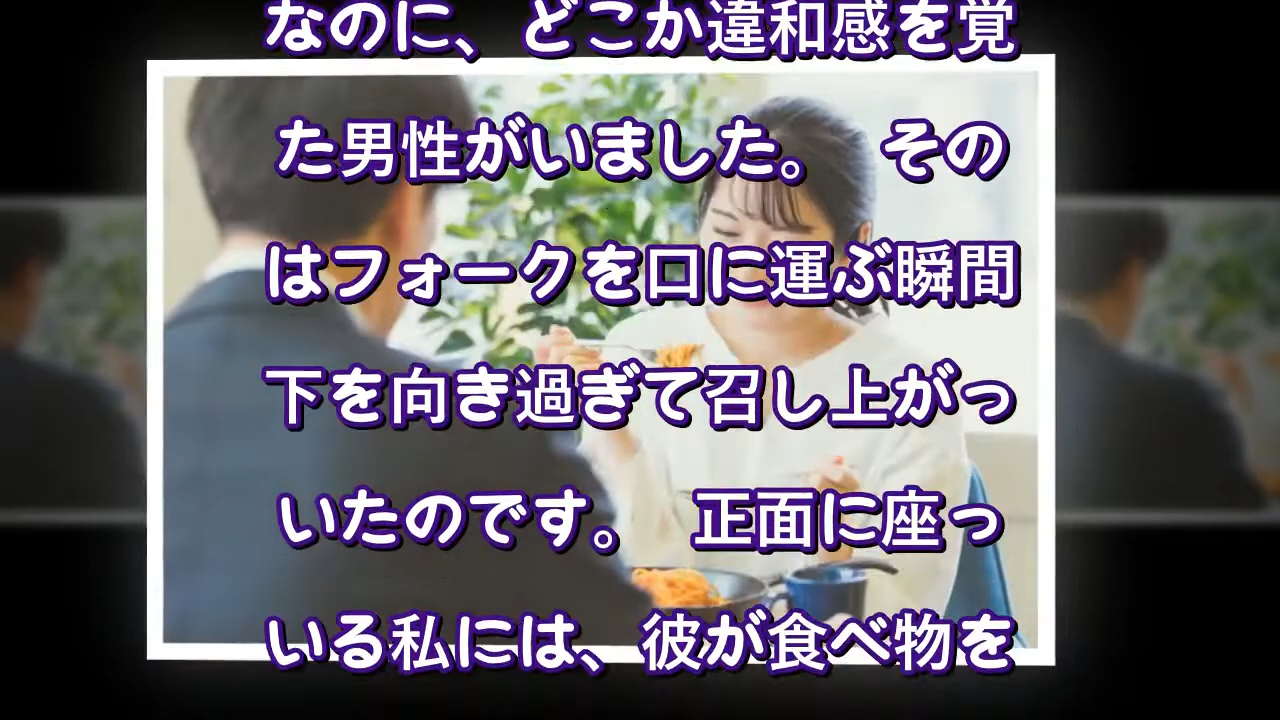 なのに、どこか違和感を覚
た男性がいました。　その
はフォークを口に運ぶ瞬間
下を向き過ぎて召し上がっ
いたのです。　正面に座っ
いる私には、彼が食べ物を